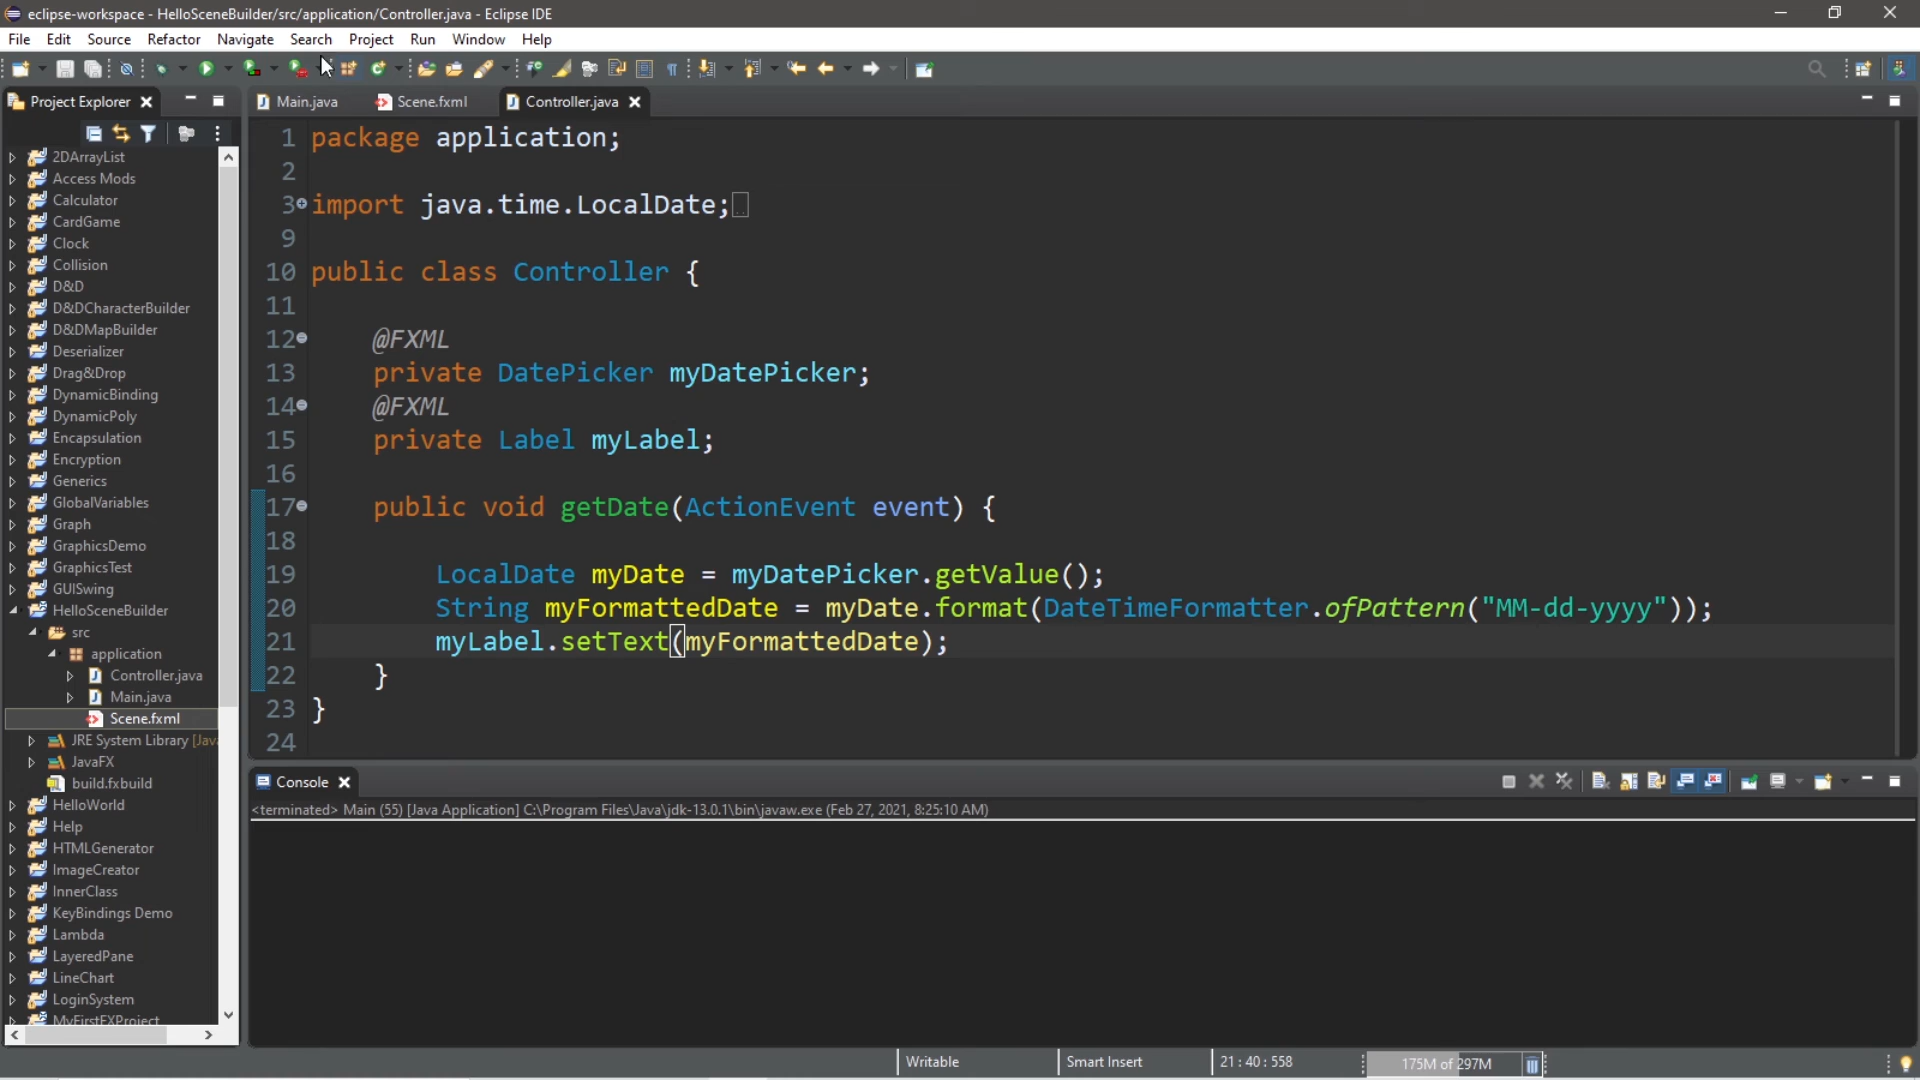 eclipse-workspace - HelloSceneBuilder/src/application/Controller.java - Eclipse IDE
File Edit Source Refactor Navigate Search Project Run Window Help
Project Explorer
Main.java Scene.fxml Controller.java
2DArrayList
Access Mods
Calculator
CardGame
Clock
Collision
D&D
D&DCharacterBuilder
D&DMapBuilder
Deserializer
Drag&Drop
DynamicBinding
DynamicPoly
Encapsulation
Encryption
Generics
GlobalVariables
Graph
GraphicsDemo
GraphicsTest
GUISwing
HelloSceneBuilder
src
application
Controller.java
Main.java
Scene.fxml
JRE System Library [Jav
JavaFX
build.fxbuild
HelloWorld
Help
HTMLGenerator
ImageCreator
InnerClass
KeyBindings Demo
Lambda
LayeredPane
LineChart
LoginSystem
MyFirstFXProject
1 package application;
2
3 import java.time.LocalDate;
9
10 public class Controller {
11
12 @FXML
13 private DatePicker myDatePicker;
14 @FXML
15 private Label myLabel;
16
17 public void getDate(ActionEvent event) {
18
19 LocalDate myDate = myDatePicker.getValue();
20 String myFormattedDate = myDate.format(DateTimeFormatter.ofPattern("MM-dd-yyyy"));
21 myLabel.setText(myFormattedDate);
22 }
23 }
24
Console
<terminated> Main (55) [Java Application] C:\Program Files\Java\jdk-13.0.1\bin\javaw.exe (Feb 27, 2021, 8:25:10 AM)
Writable Smart Insert 21 : 40 : 558 175M of 297M